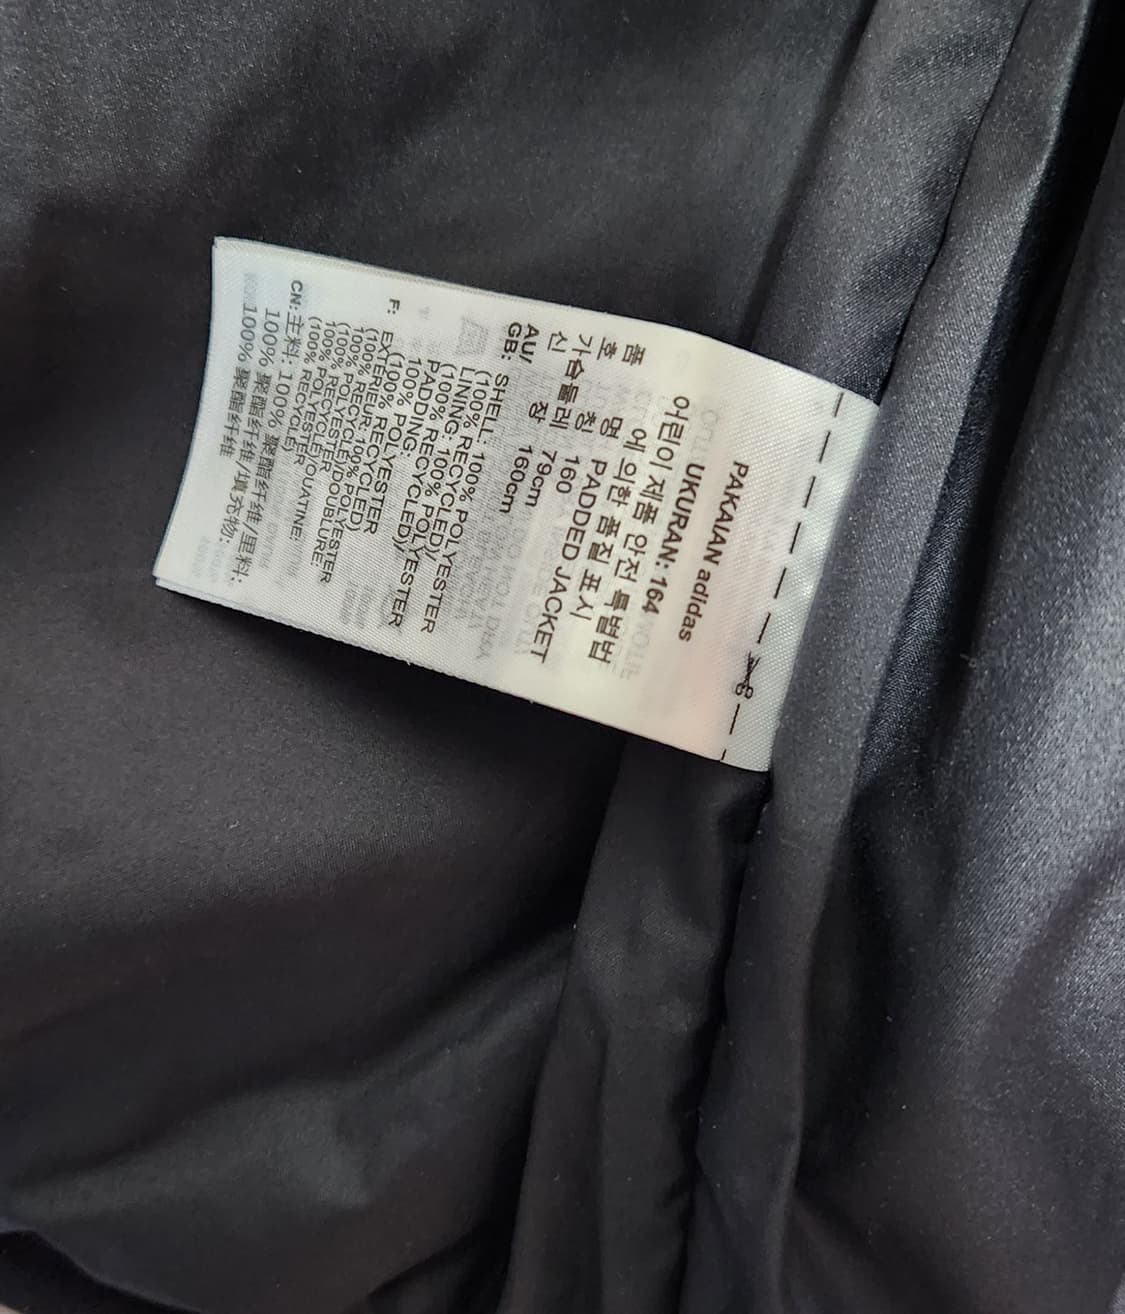 PAKAIAN adidas
UKURAN: 164
어린이 제품 안전 특별법
에 의한 품질 표시
품 명 PADDED JACKET
호 칭 160
가슴둘레 79cm
신 장 160cm
AU/
GB: SHELL: 100% POLYESTER
(100% RECYCLED)/
LINING: 100% POLYESTER
(100% RECYCLED)/
PADDING:
100% POLYESTER
(100% RECYCLED)
F: EXTERIEUR: 100% POLYESTER
(100% RECYCLE)/DOUBLURE:
100% POLYESTER
(100% RECYCLE)/OUATINE:
100% POLYESTER
(100% RECYCLE)
CN: 主料: 100% 聚酯纤维/里料:
100% 聚酯纤维/填充物:
100% 聚酯纤维